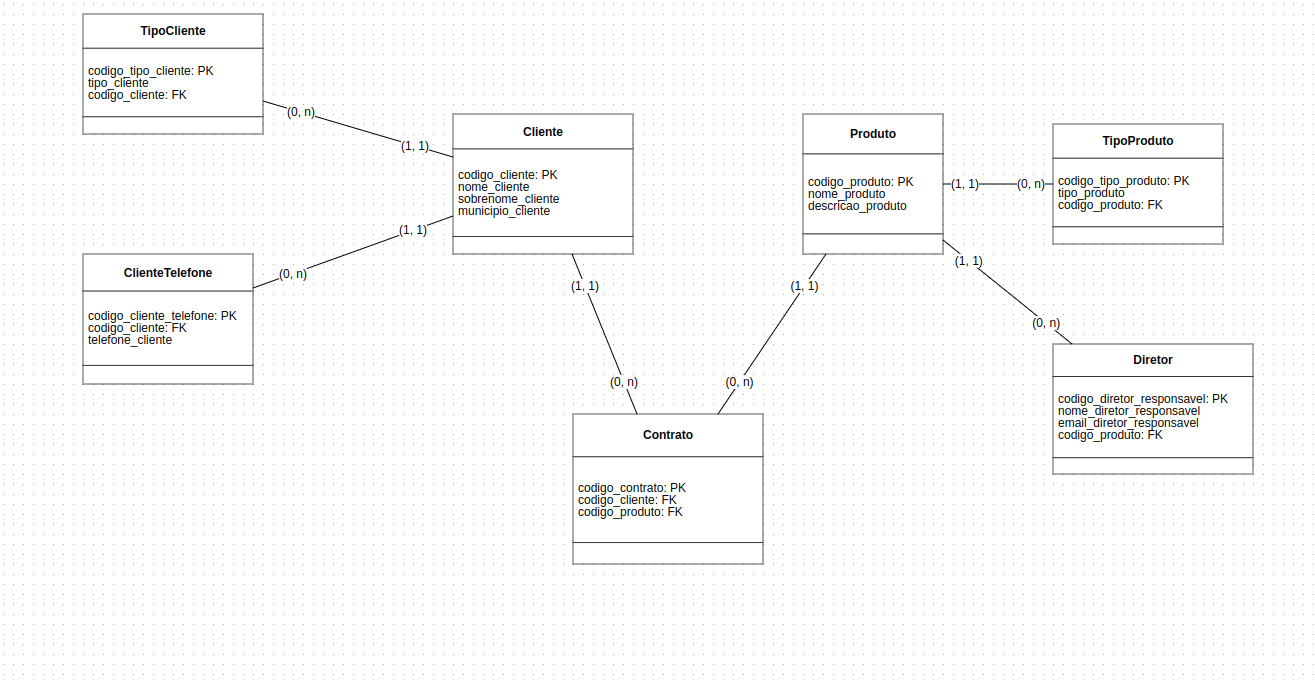 TipoCliente
codigo_tipo_cliente: PK
tipo_cliente
codigo_cliente: FK
(0, n)
(1, 1)
Cliente
codigo_cliente: PK
nome_cliente
sobrenome_cliente
municipio_cliente
Produto
codigo_produto: PK
nome_produto
descricao_produto
(1, 1)
(0, n)
TipoProduto
codigo_tipo_produto: PK
tipo_produto
codigo_produto: FK
(1, 1)
(0, n)
ClienteTelefone
codigo_cliente_telefone: PK
codigo_cliente: FK
telefone_cliente
(1, 1)
(0, n)
(1, 1)
(0, n)
(1, 1)
(0, n)
Diretor
codigo_diretor_responsavel: PK
nome_diretor_responsavel
email_diretor_responsavel
codigo_produto: FK
Contrato
codigo_contrato: PK
codigo_cliente: FK
codigo_produto: FK